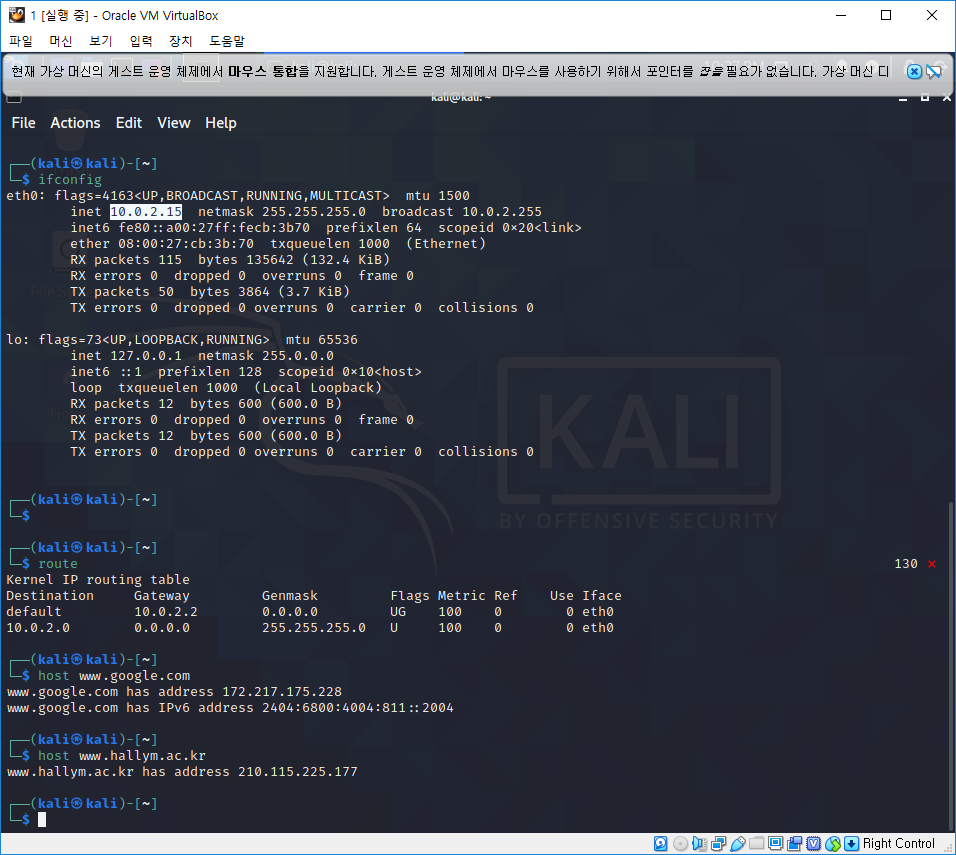 1 [실행 중] - Oracle VM VirtualBox
파일 머신 보기 입력 장치 도움말
현재 가상 머신의 게스트 운영 체제에서 마우스 통합을 지원합니다. 게스트 운영 체제에서 마우스를 사용하기 위해서 포인터를 잡을 필요가 없습니다. 가상 머신 디
kali@kali: ~
File Actions Edit View Help
┌──(kali㉿kali)-[~]
└─$ ifconfig
eth0: flags=4163<UP,BROADCAST,RUNNING,MULTICAST>  mtu 1500
inet 10.0.2.15  netmask 255.255.255.0  broadcast 10.0.2.255
inet6 fe80::a00:27ff:fecb:3b70  prefixlen 64  scopeid 0×20<link>
ether 08:00:27:cb:3b:70  txqueuelen 1000  (Ethernet)
RX packets 115  bytes 135642 (132.4 KiB)
RX errors 0  dropped 0  overruns 0  frame 0
TX packets 50  bytes 3864 (3.7 KiB)
TX errors 0  dropped 0 overruns 0  carrier 0  collisions 0
lo: flags=73<UP,LOOPBACK,RUNNING>  mtu 65536
inet 127.0.0.1  netmask 255.0.0.0
inet6 ::1  prefixlen 128  scopeid 0×10<host>
loop  txqueuelen 1000  (Local Loopback)
RX packets 12  bytes 600 (600.0 B)
RX errors 0  dropped 0  overruns 0  frame 0
TX packets 12  bytes 600 (600.0 B)
TX errors 0  dropped 0 overruns 0  carrier 0  collisions 0
KALI
BY OFFENSIVE SECURITY
┌──(kali㉿kali)-[~]
└─$
┌──(kali㉿kali)-[~]
└─$ route 130 ⨯
Kernel IP routing table
Destination Gateway Genmask Flags Metric Ref Use Iface
default 10.0.2.2 0.0.0.0 UG 100 0 0 eth0
10.0.2.0 0.0.0.0 255.255.255.0 U 100 0 0 eth0
┌──(kali㉿kali)-[~]
└─$ host www.google.com
www.google.com has address 172.217.175.228
www.google.com has IPv6 address 2404:6800:4004:811::2004
┌──(kali㉿kali)-[~]
└─$ host www.hallym.ac.kr
www.hallym.ac.kr has address 210.115.225.177
┌──(kali㉿kali)-[~]
└─$
Right Control